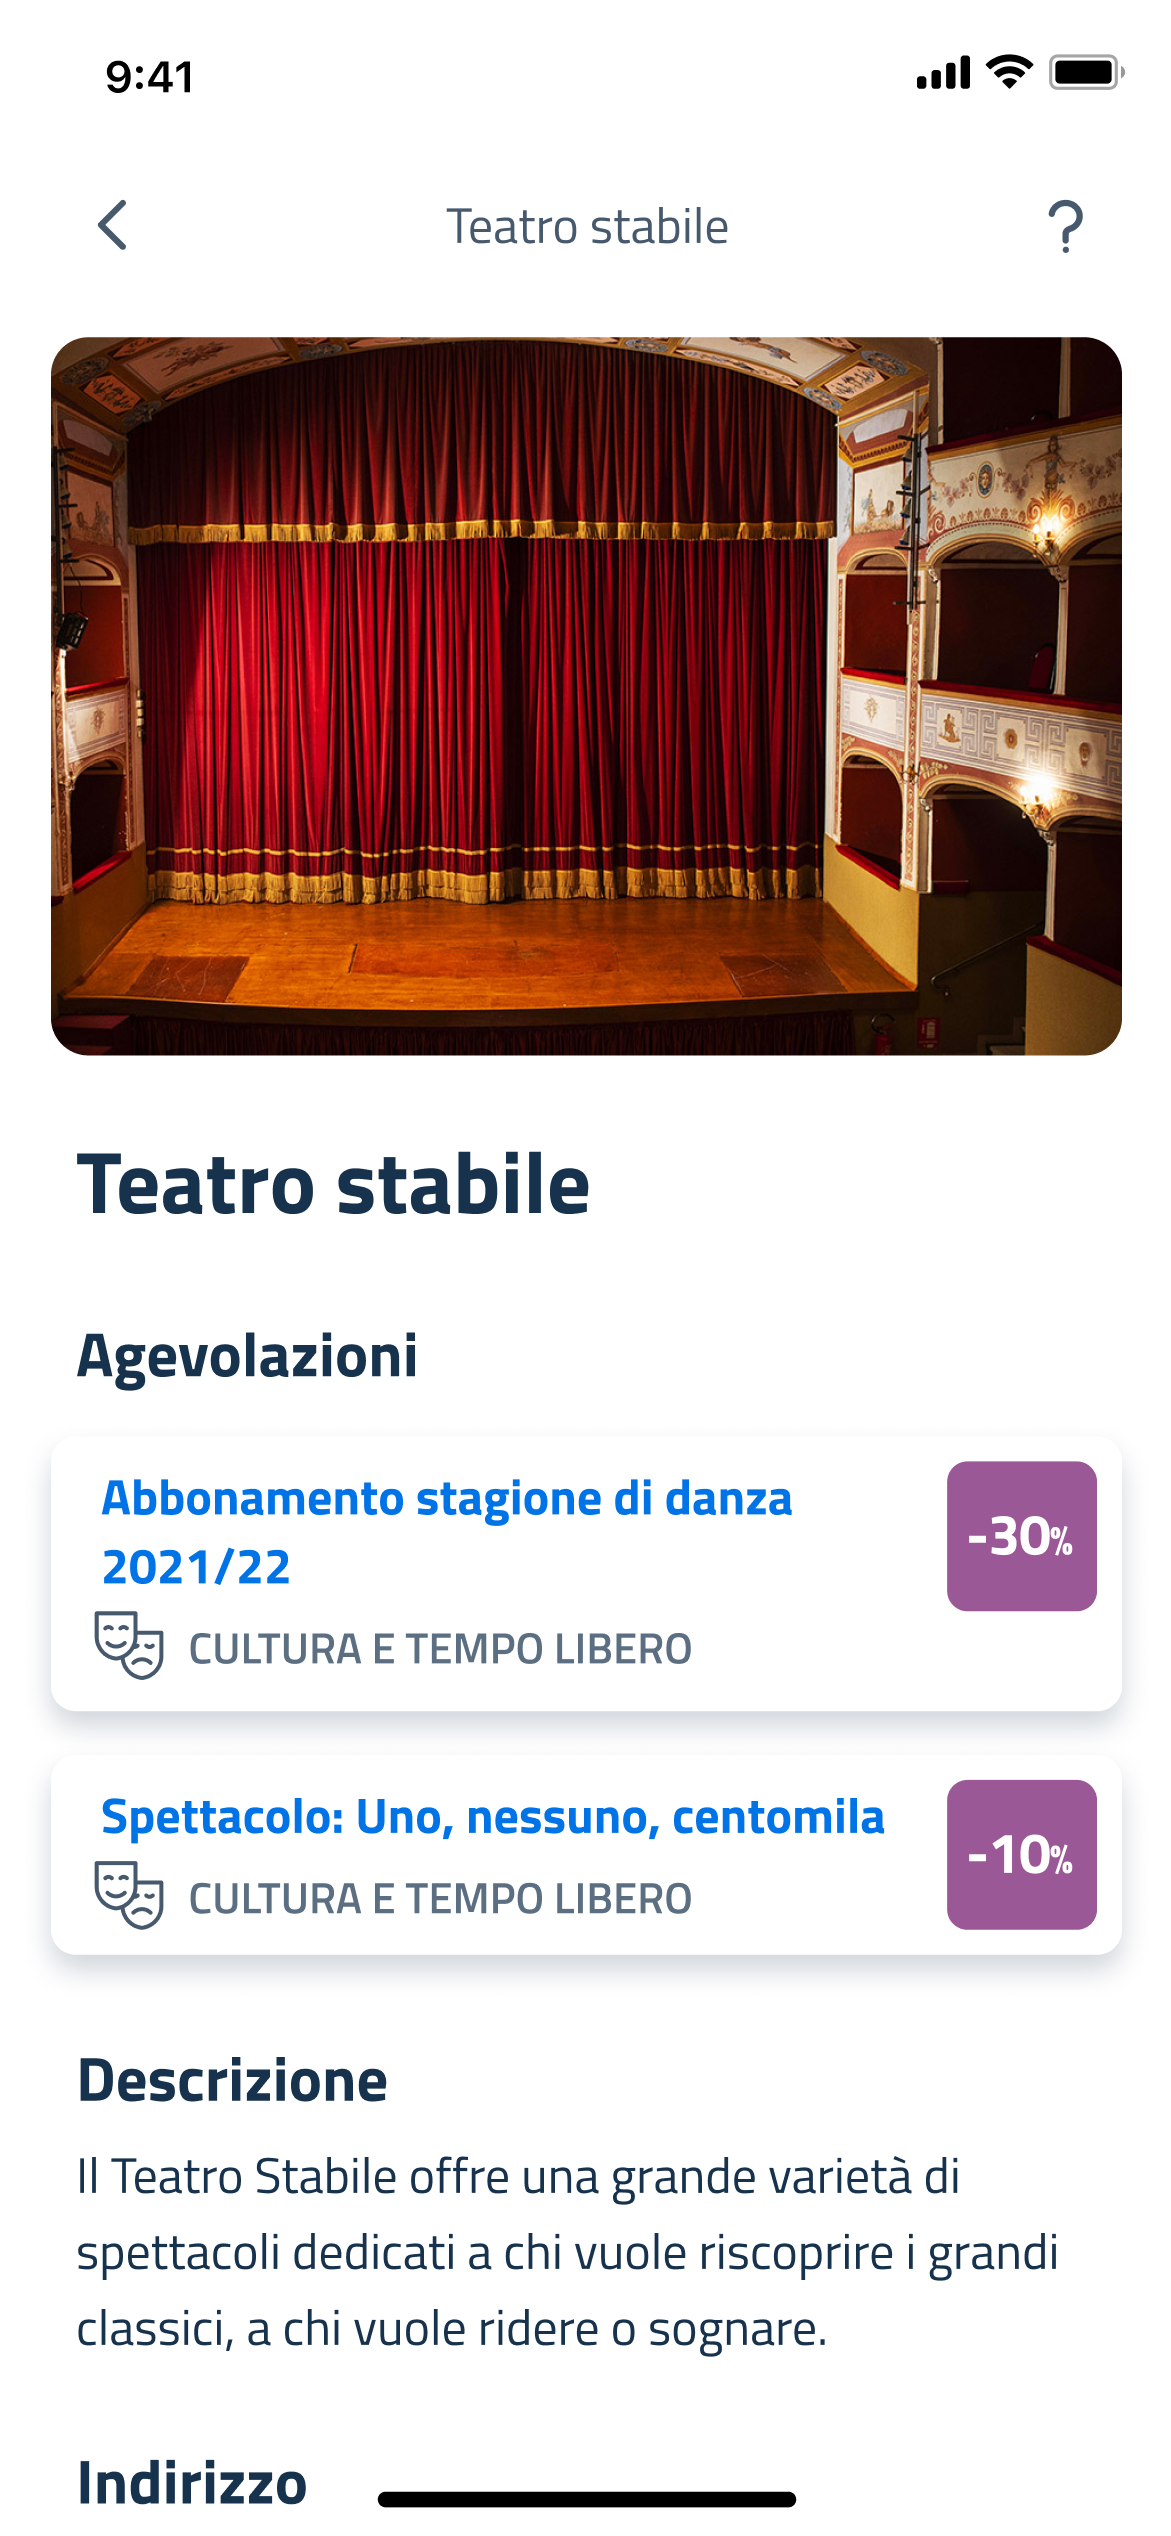 9:41
Teatro stabile
Teatro stabile
Agevolazioni
Abbonamento stagione di danza
2021/22
-30%
CULTURA E TEMPO LIBERO
Spettacolo: Uno, nessuno, centomila
-10%
CULTURA E TEMPO LIBERO
Descrizione
Il Teatro Stabile offre una grande varietà di
spettacoli dedicati a chi vuole riscoprire i grandi
classici, a chi vuole ridere o sognare.
Indirizzo